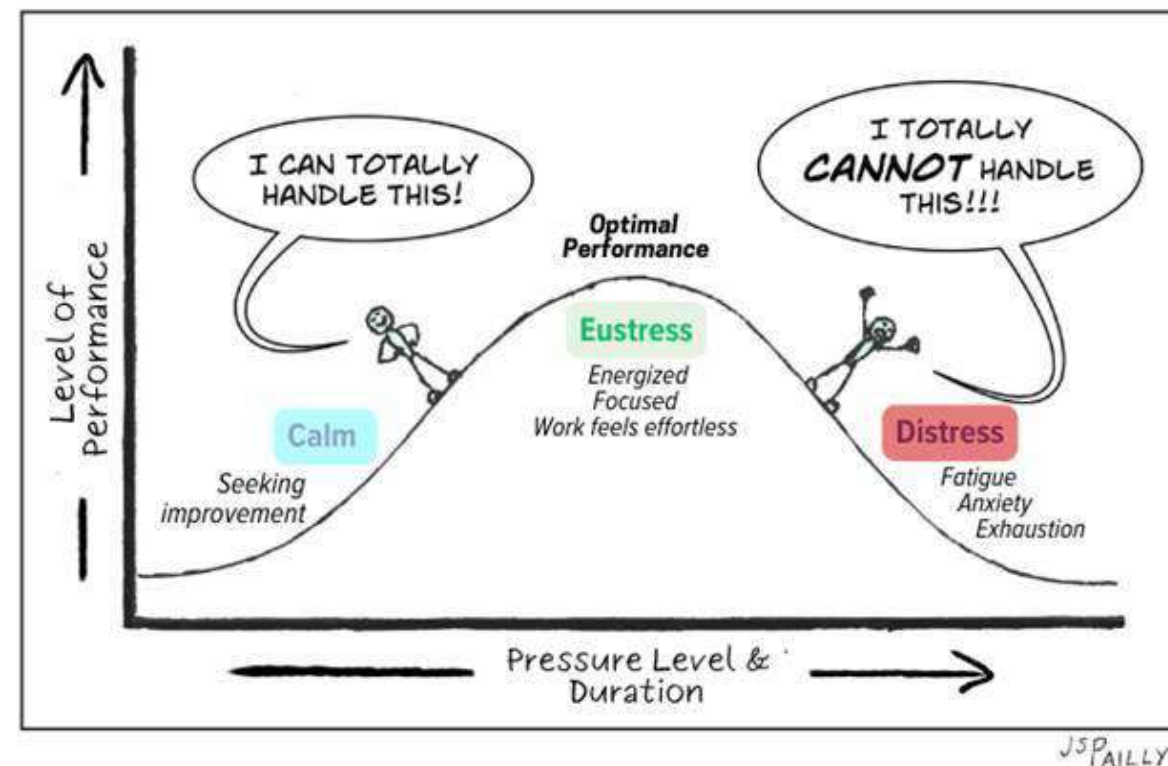 I CAN TOTALLY
HANDLE THIS!
I TOTALLY
CANNOT HANDLE
THIS!!!
Optimal
Performance
Eustress
Energized
Focused
Work feels effortless
Calm
Seeking
improvement
Distress
Fatigue
Anxiety
Exhaustion
Level of
Performance
Pressure Level &
Duration
JSPAILLY